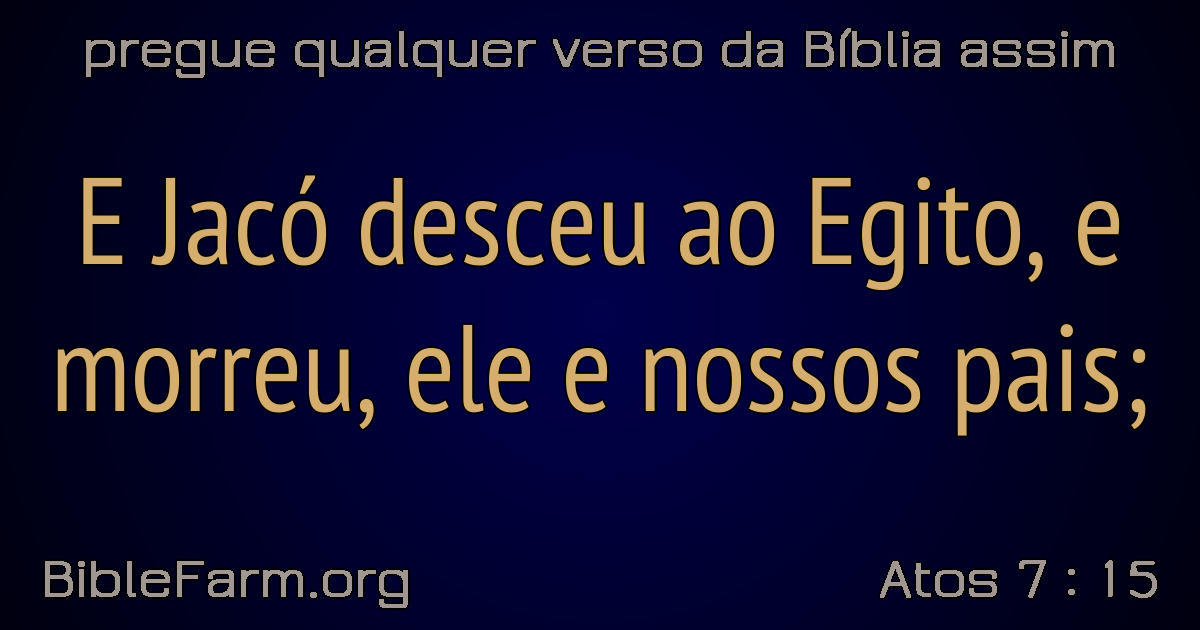 pregue qualquer verso da Bíblia assim
E Jacó desceu ao Egito, e
morreu, ele e nossos pais;
BibleFarm.org
Atos 7 : 15